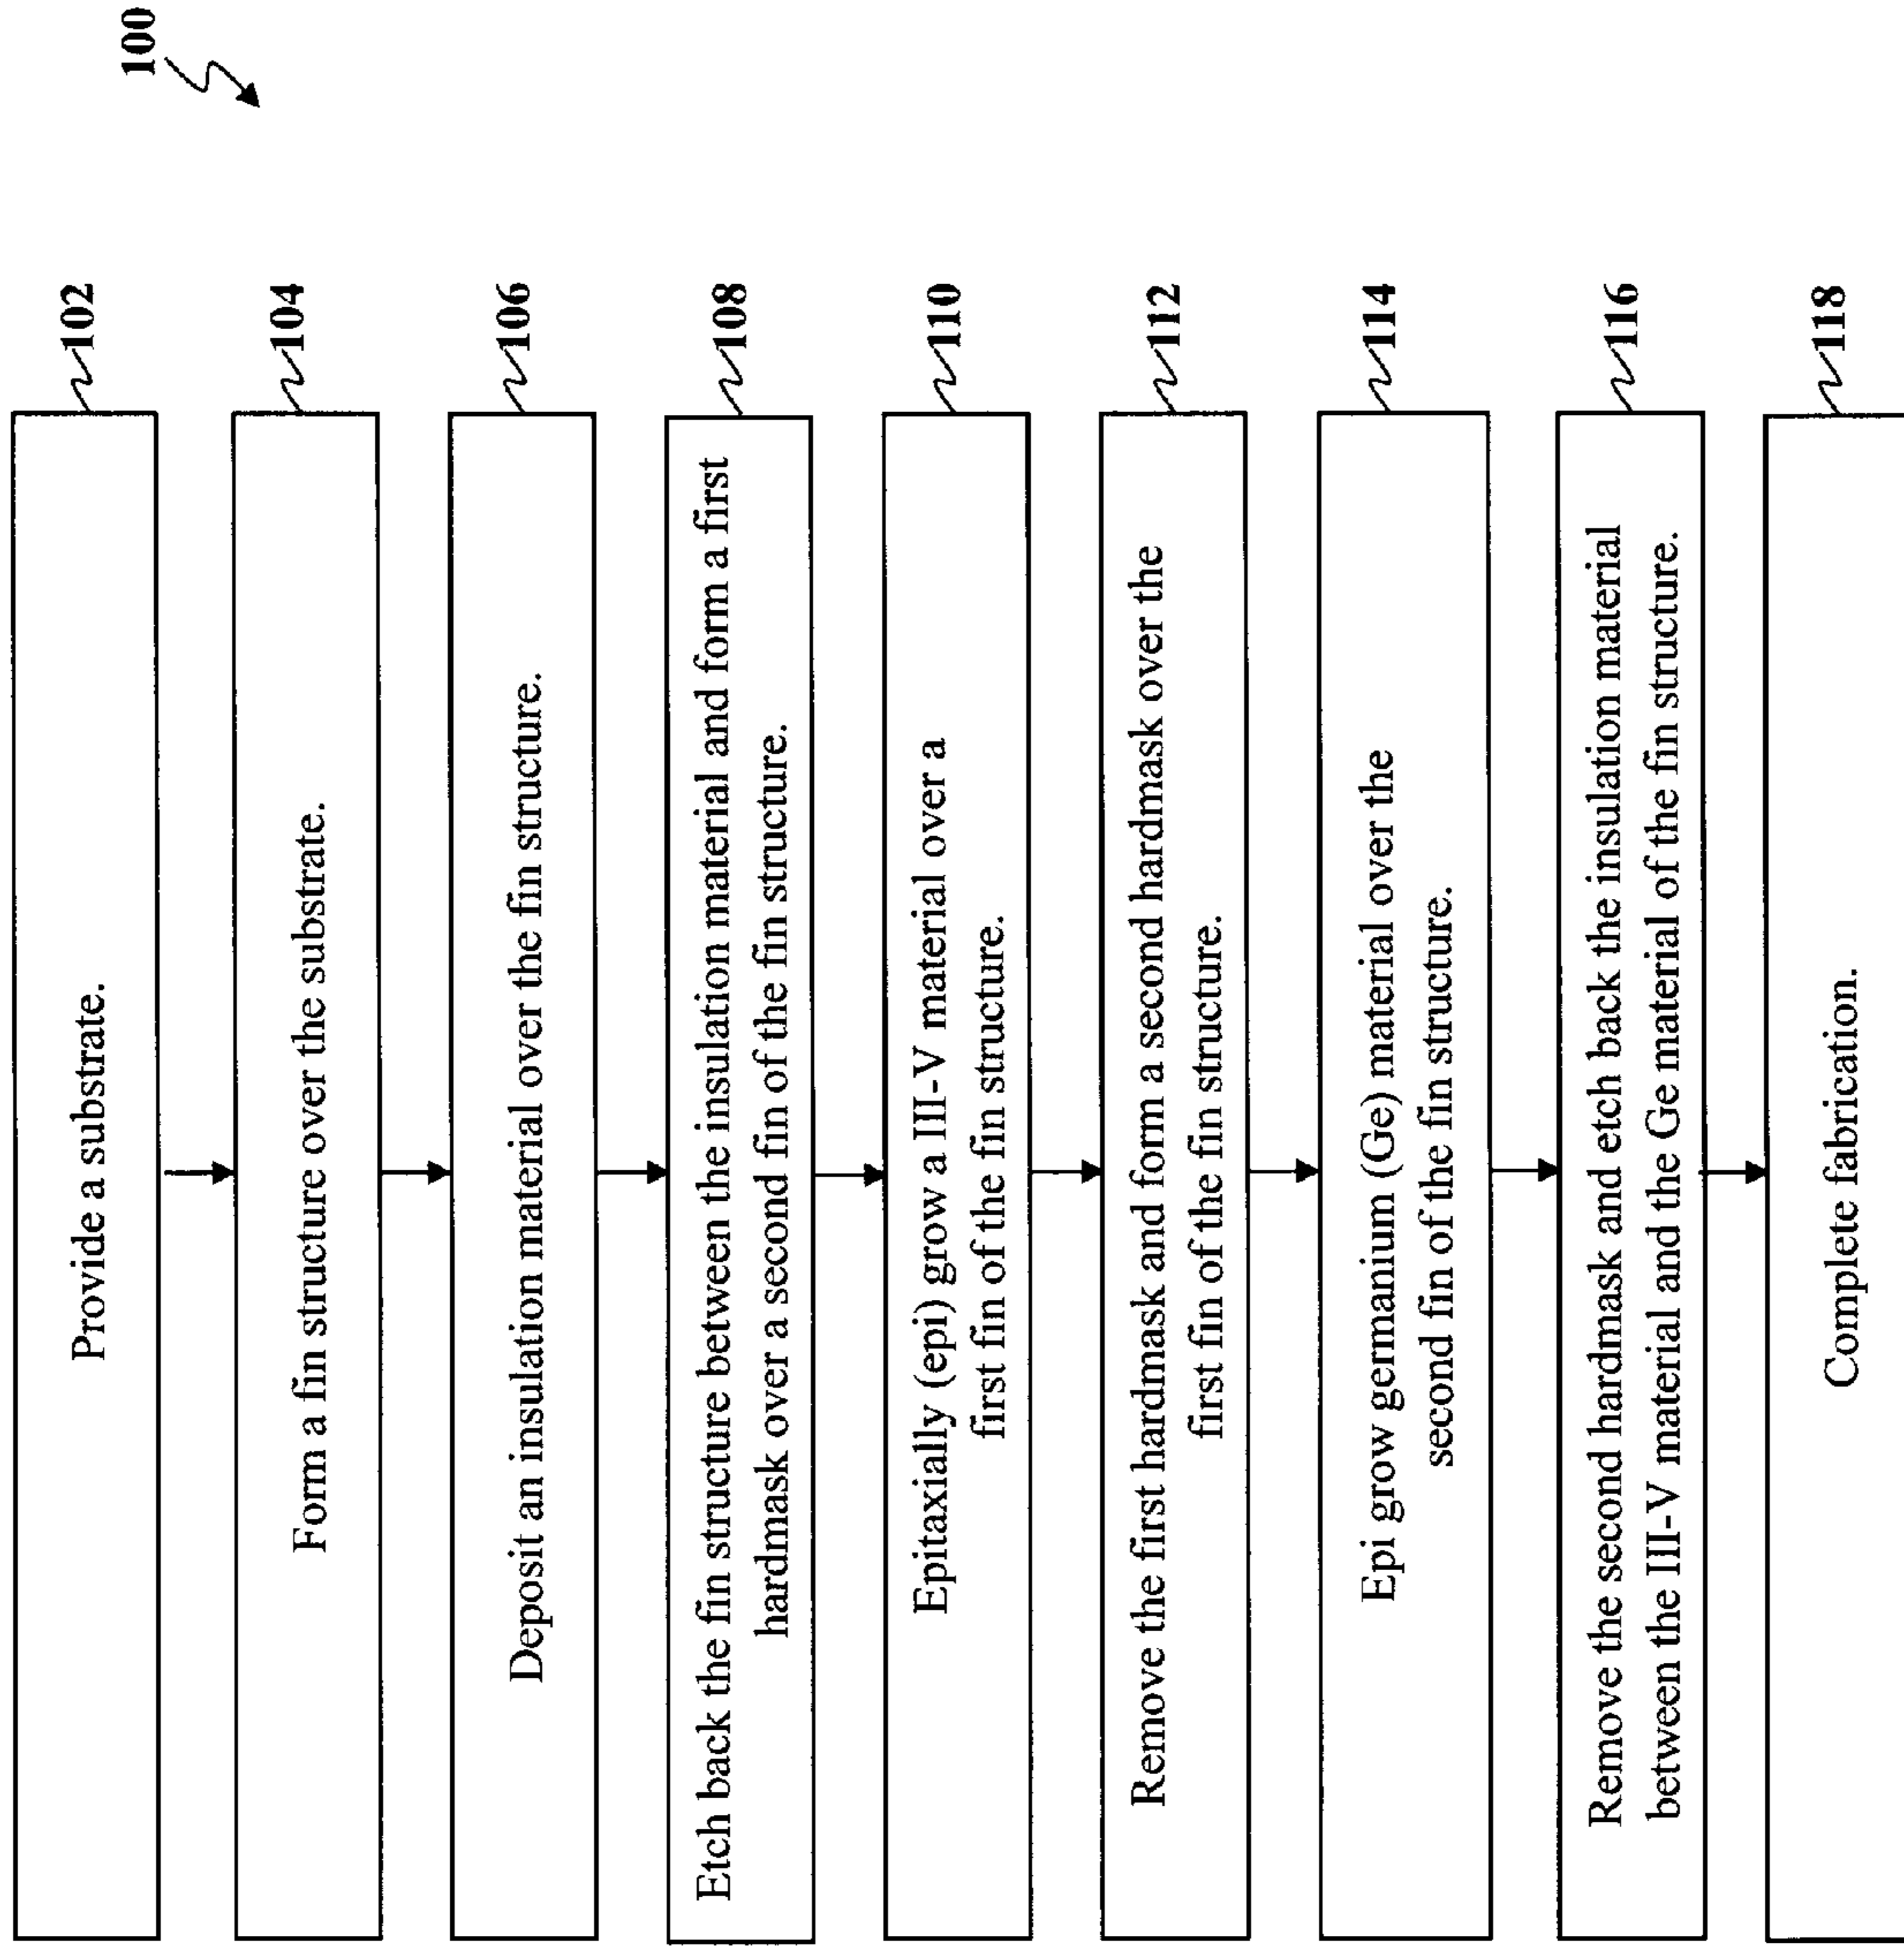 100
Provide a substrate.
102
Form a fin structure over the substrate.
104
Deposit an insulation material over the fin structure.
106
Etch back the fin structure between the insulation material and form a first
hardmask over a second fin of the fin structure.
108
Epitaxially (epi) grow a III-V material over a
first fin of the fin structure.
110
Remove the first hardmask and form a second hardmask over the
first fin of the fin structure.
112
Epi grow germanium (Ge) material over the
second fin of the fin structure.
114
Remove the second hardmask and etch back the insulation material
between the III-V material and the Ge material of the fin structure.
116
Complete fabrication.
118